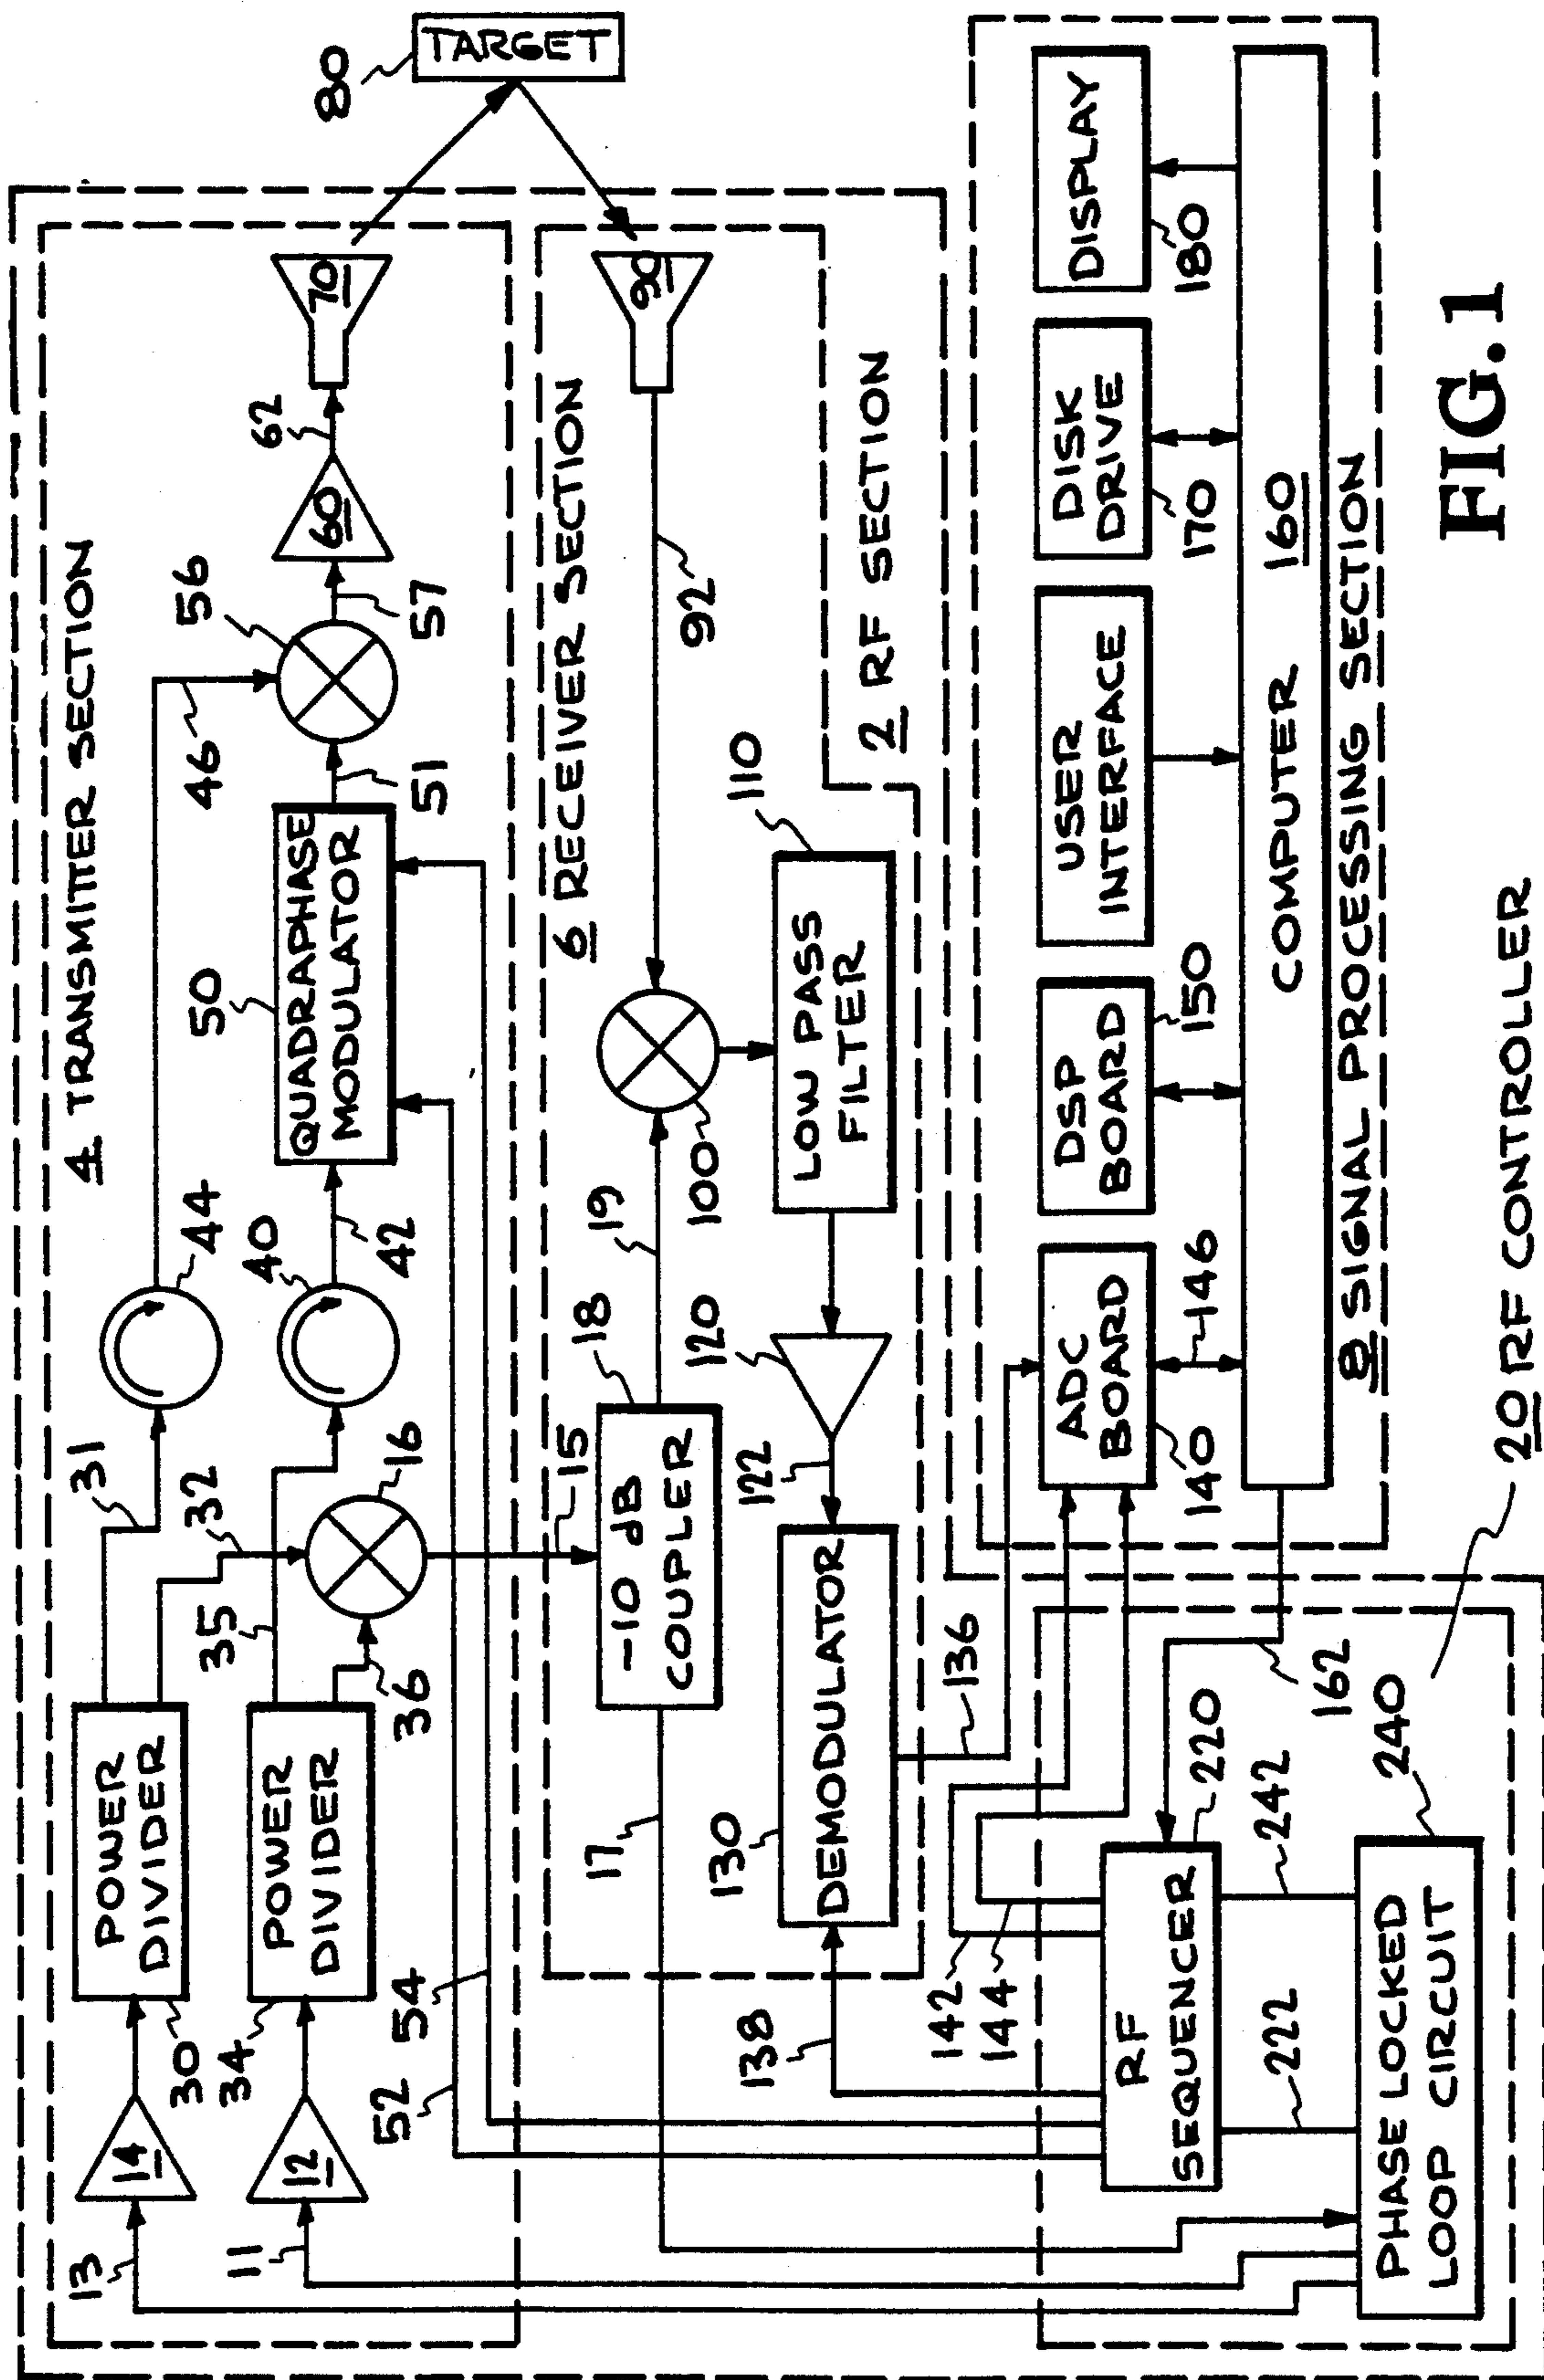 4 TRANSMITTER SECTION
13
14
30
POWER
DIVIDER
31
32
44
46
56
11
12
34
POWER
DIVIDER
35
36
16
40
42
50
QUADRAPHASE
MODULATOR
51
57
60
62
70
80
TARGET
52
54
15
6 RECEIVER SECTION
17
18
-10 dB
COUPLER
19
100
92
90
130
DEMODULATOR
122
120
110
LOW PASS
FILTER
138
136
2 RF SECTION
142
144
RF
SEQUENCER
220
162
222
242
240
PHASE LOCKED
LOOP CIRCUIT
20 RF CONTROLLER
ADC
BOARD
140
146
DSP
BOARD
150
USER
INTERFACE
DISK
DRIVE
170
DISPLAY
180
COMPUTER 160
8 SIGNAL PROCESSING SECTION
FIG. 1